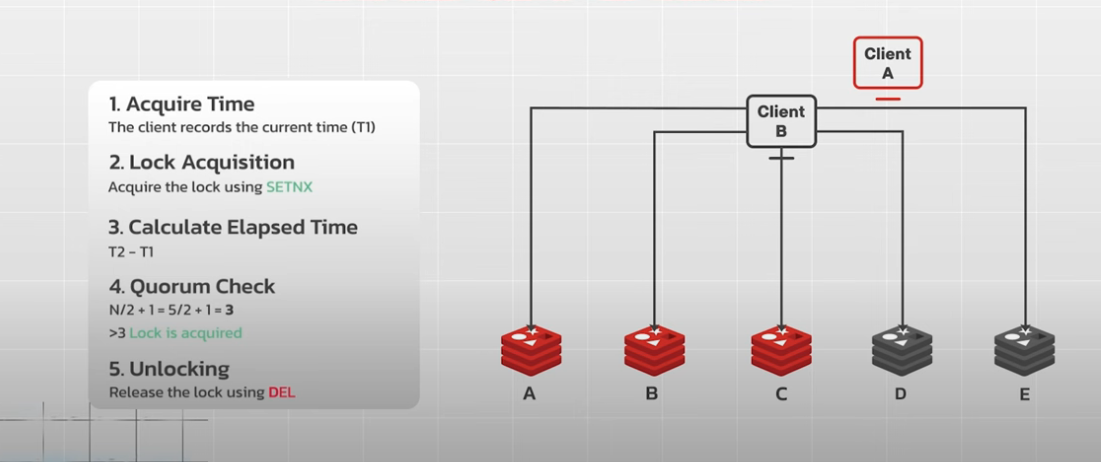 1. Acquire Time
The client records the current time (T1)
2. Lock Acquisition
Acquire the lock using SETNX
3. Calculate Elapsed Time
T2 - T1
4. Quorum Check
N/2 + 1 = 5/2 + 1 = 3
>3 Lock is acquired
5. Unlocking
Release the lock using DEL
Client
A
Client
B
A
B
C
D
E